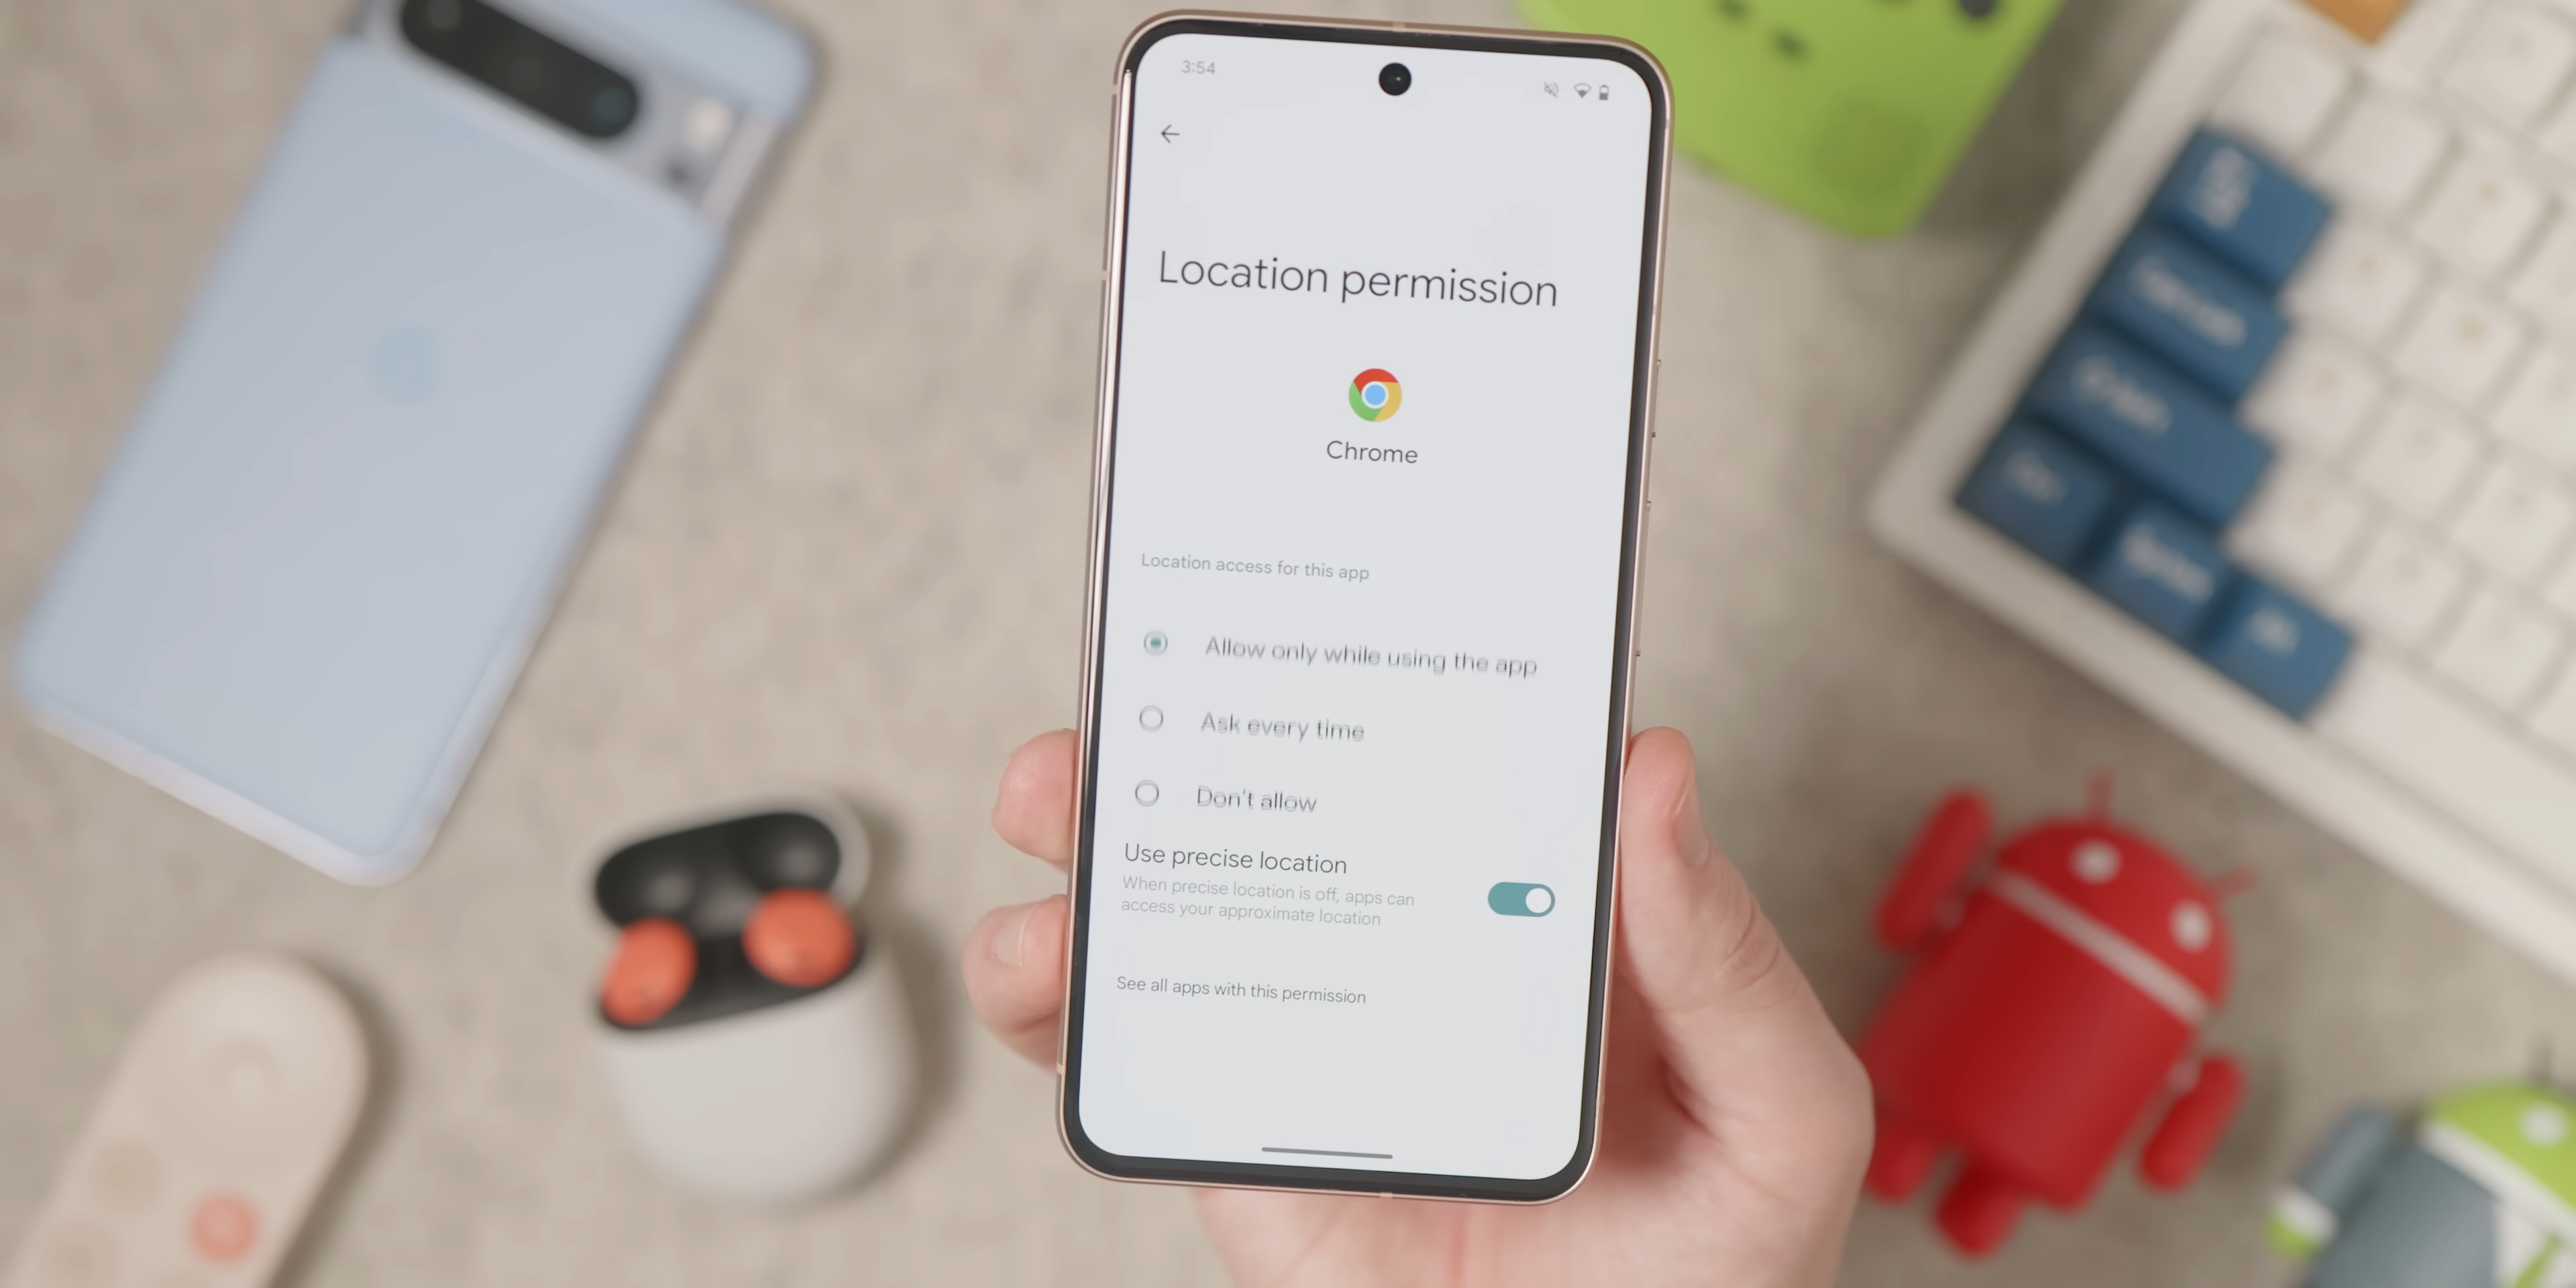 3:54
Location permission
Chrome
Location access for this app
Allow only while using the app
Ask every time
Don't allow
Use precise location
When precise location is off, apps can
access your approximate location
See all apps with this permission